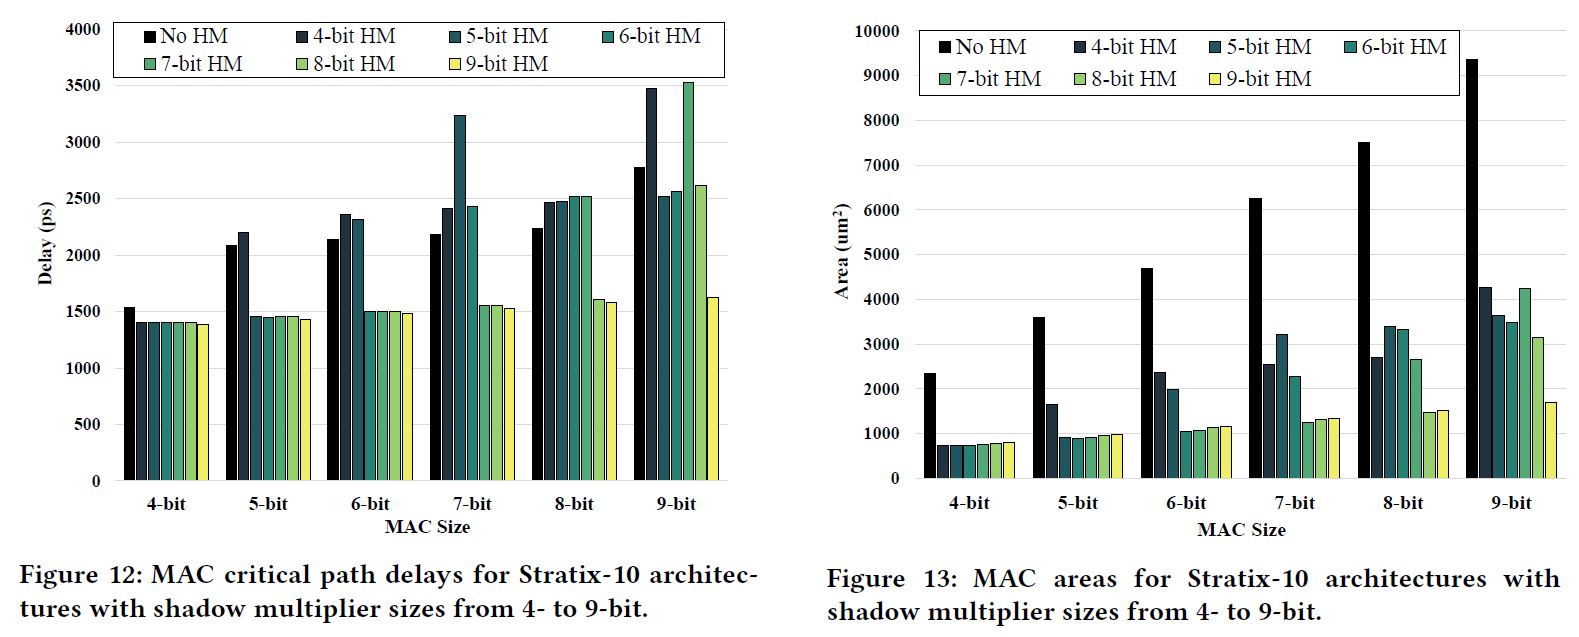 4000
3500
3000
2500
2000
1500
1000
500
0
Delay (ps)
No HM 4-bit HM 5-bit HM 6-bit HM
7-bit HM 8-bit HM 9-bit HM
4-bit 5-bit 6-bit 7-bit 8-bit 9-bit
MAC Size
Figure 12: MAC critical path delays for Stratix-10 architec-
tures with shadow multiplier sizes from 4- to 9-bit.
10000
9000
8000
7000
6000
5000
4000
3000
2000
1000
0
Area (um²)
No HM 4-bit HM 5-bit HM 6-bit HM
7-bit HM 8-bit HM 9-bit HM
4-bit 5-bit 6-bit 7-bit 8-bit 9-bit
MAC Size
Figure 13: MAC areas for Stratix-10 architectures with
shadow multiplier sizes from 4- to 9-bit.